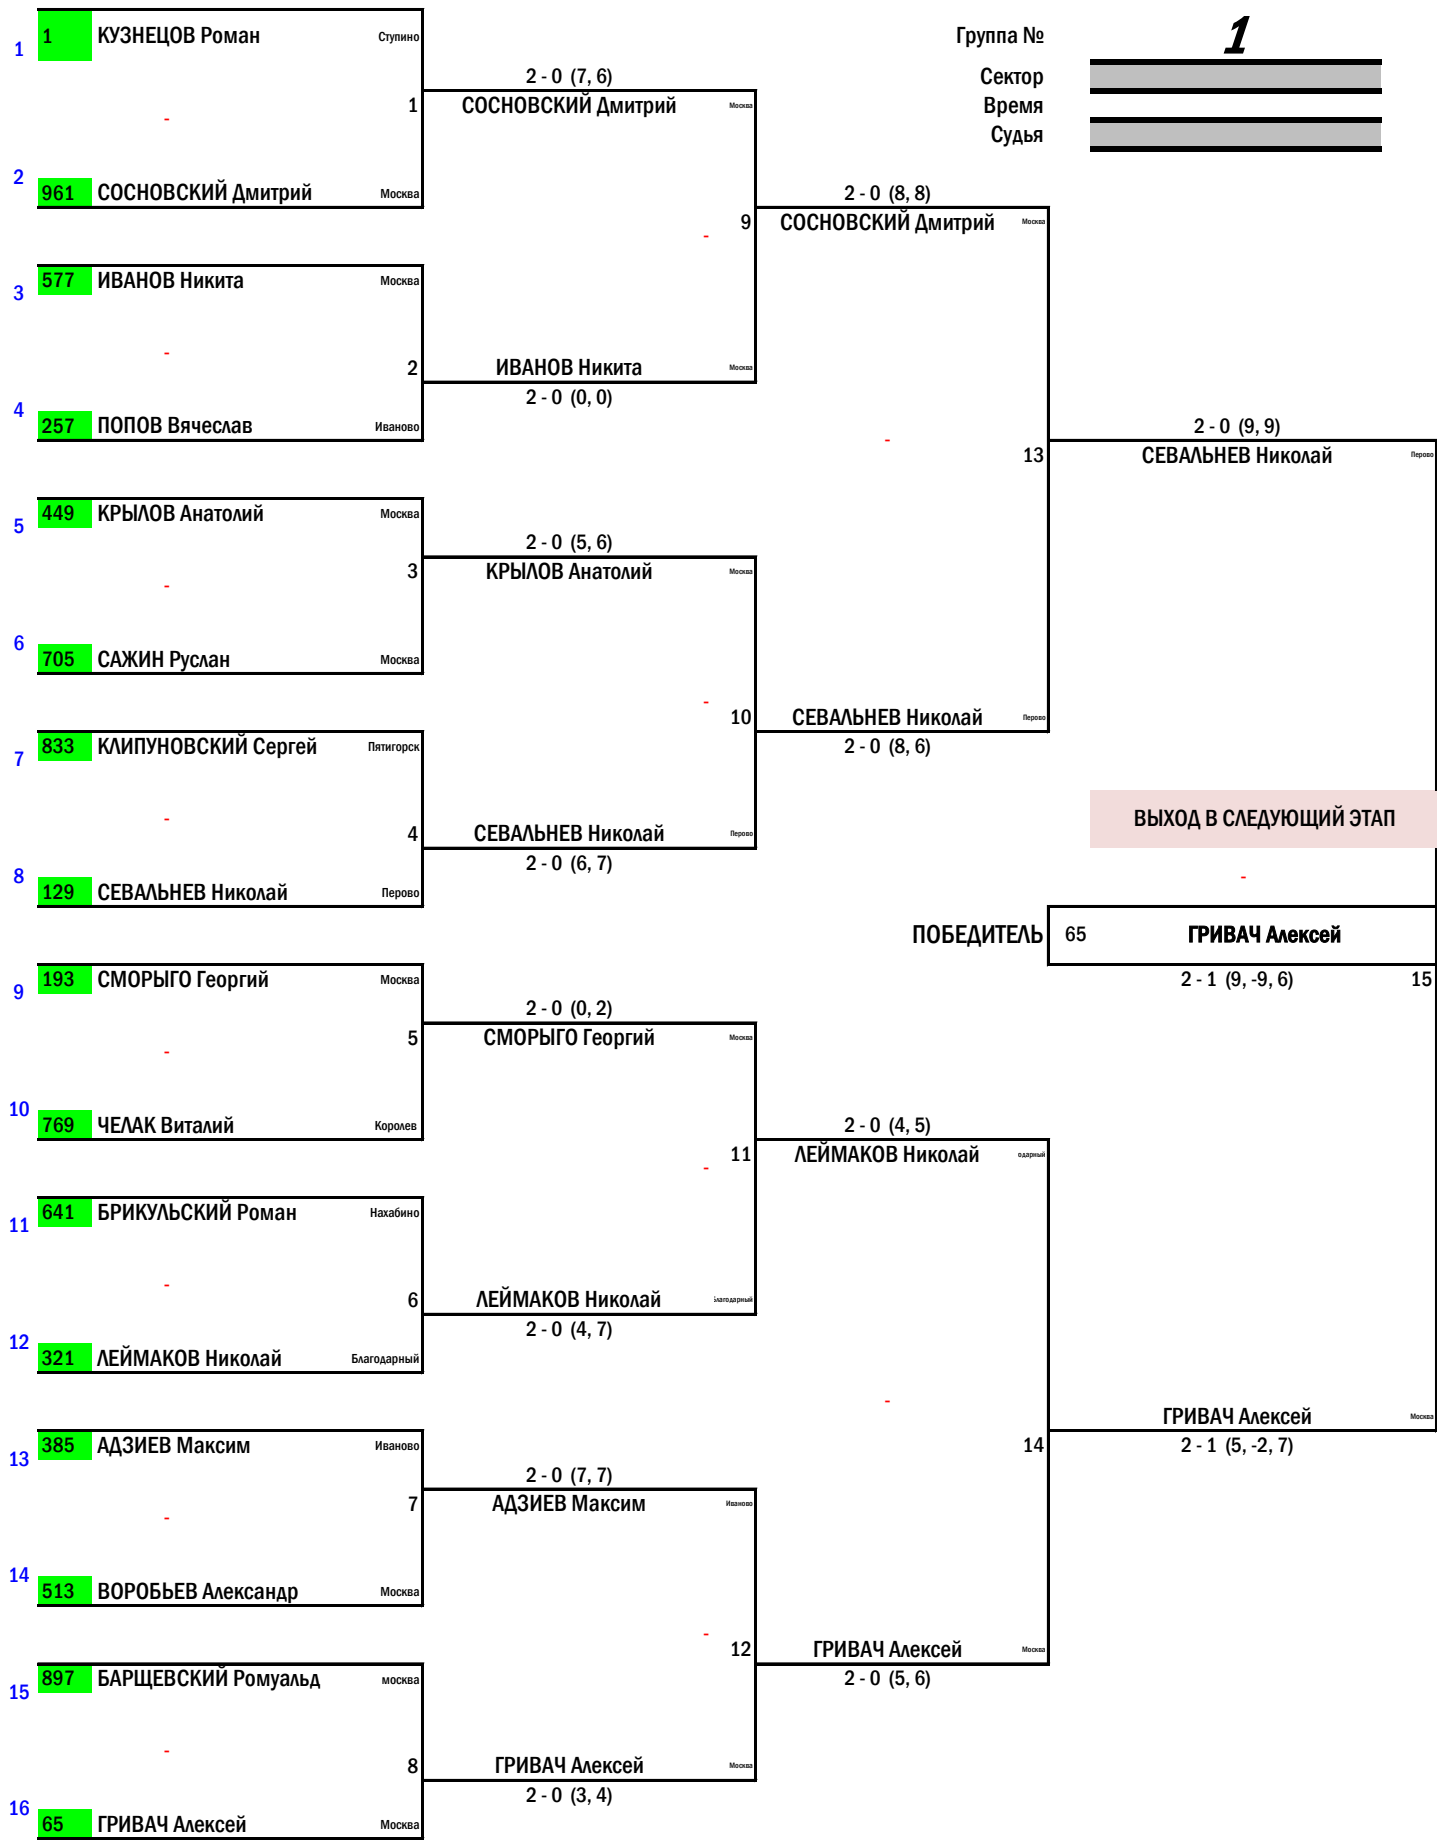 1 1 КУЗНЕЦОВ Роман Ступино Группа № 1
2 - 0 (7, 6) Сектор
1 СОСНОВСКИЙ Дмитрий Москва Время
- Судья
2 961 СОСНОВСКИЙ Дмитрий Москва 2 - 0 (8, 8)
9 СОСНОВСКИЙ Дмитрий Москва
-
3 577 ИВАНОВ Никита Москва
-
2 ИВАНОВ Никита Москва
2 - 0 (0, 0)
4 257 ПОПОВ Вячеслав Иваново - 2 - 0 (9, 9)
13 СЕВАЛЬНЕВ Николай Перово
5 449 КРЫЛОВ Анатолий Москва
2 - 0 (5, 6)
3 КРЫЛОВ Анатолий Москва
-
6 705 САЖИН Руслан Москва
-
10 СЕВАЛЬНЕВ Николай Перово
7 833 КЛИПУНОВСКИЙ Сергей Пятигорск 2 - 0 (8, 6)
- ВЫХОД В СЛЕДУЮЩИЙ ЭТАП
4 СЕВАЛЬНЕВ Николай Перово
2 - 0 (6, 7)
8 129 СЕВАЛЬНЕВ Николай Перово -
ПОБЕДИТЕЛЬ 65 ГРИВАЧ Алексей
9 193 СМОРЫГО Георгий Москва 2 - 1 (9, -9, 6) 15
2 - 0 (0, 2)
5 СМОРЫГО Георгий Москва
-
10 769 ЧЕЛАК Виталий Королев 2 - 0 (4, 5)
11 ЛЕЙМАКОВ Николай одарный
-
11 641 БРИКУЛЬСКИЙ Роман Нахабино
-
6 ЛЕЙМАКОВ Николай Благодарный
2 - 0 (4, 7)
12 321 ЛЕЙМАКОВ Николай Благодарный
-
ГРИВАЧ Алексей Москва
13 385 АДЗИЕВ Максим Иваново 14 2 - 1 (5, -2, 7)
2 - 0 (7, 7)
7 АДЗИЕВ Максим Иваново
-
14 513 ВОРОБЬЕВ Александр Москва
-
12 ГРИВАЧ Алексей Москва
15 897 БАРЩЕВСКИЙ Ромуальд москва 2 - 0 (5, 6)
-
8 ГРИВАЧ Алексей Москва
2 - 0 (3, 4)
16 65 ГРИВАЧ Алексей Москва